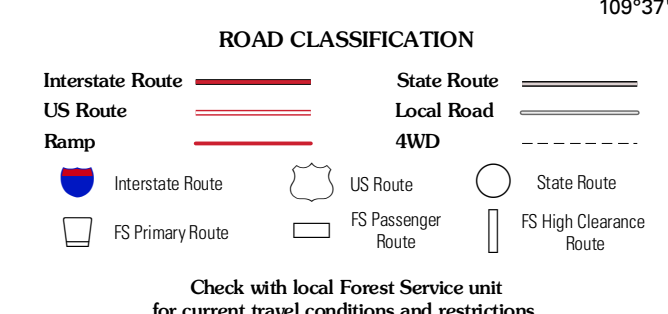 109°37'
ROAD CLASSIFICATION
Interstate Route
State Route
US Route
Local Road
Ramp
4WD
Interstate Route
US Route
State Route
FS Primary Route
FS Passenger
Route
FS High Clearance
Route
Check with local Forest Service unit
for current travel conditions and restrictions